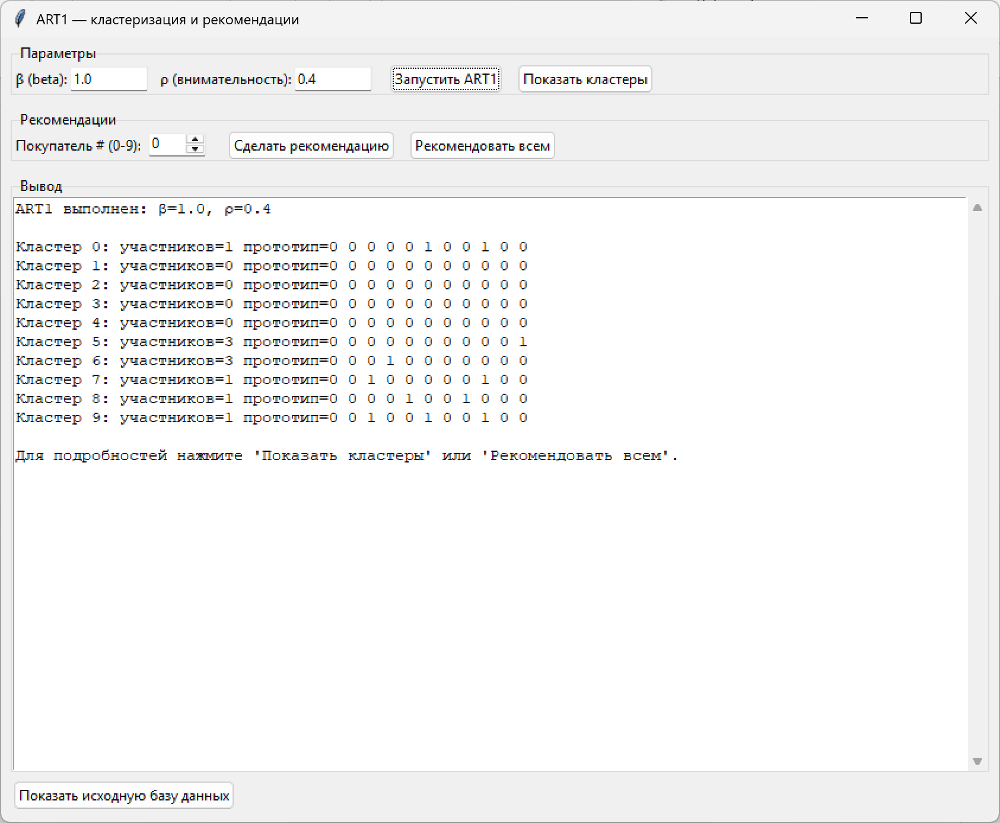 ART1 — кластеризация и рекомендации
Параметры
β (beta): 1.0 ρ (внимательность): 0.4 Запустить ART1 Показать кластеры
Рекомендации
Покупатель # (0-9): 0 Сделать рекомендацию Рекомендовать всем
Вывод
ART1 выполнен: β=1.0, ρ=0.4
Кластер 0: участников=1 прототип=0 0 0 0 0 1 0 0 1 0 0
Кластер 1: участников=0 прототип=0 0 0 0 0 0 0 0 0 0 0
Кластер 2: участников=0 прототип=0 0 0 0 0 0 0 0 0 0 0
Кластер 3: участников=0 прототип=0 0 0 0 0 0 0 0 0 0 0
Кластер 4: участников=0 прототип=0 0 0 0 0 0 0 0 0 0 0
Кластер 5: участников=3 прототип=0 0 0 0 0 0 0 0 0 0 1
Кластер 6: участников=3 прототип=0 0 0 1 0 0 0 0 0 0 0
Кластер 7: участников=1 прототип=0 0 1 0 0 0 0 0 1 0 0
Кластер 8: участников=1 прототип=0 0 0 0 1 0 0 1 0 0 0
Кластер 9: участников=1 прототип=0 0 1 0 0 1 0 0 1 0 0
Для подробностей нажмите 'Показать кластеры' или 'Рекомендовать всем'.
Показать исходную базу данных